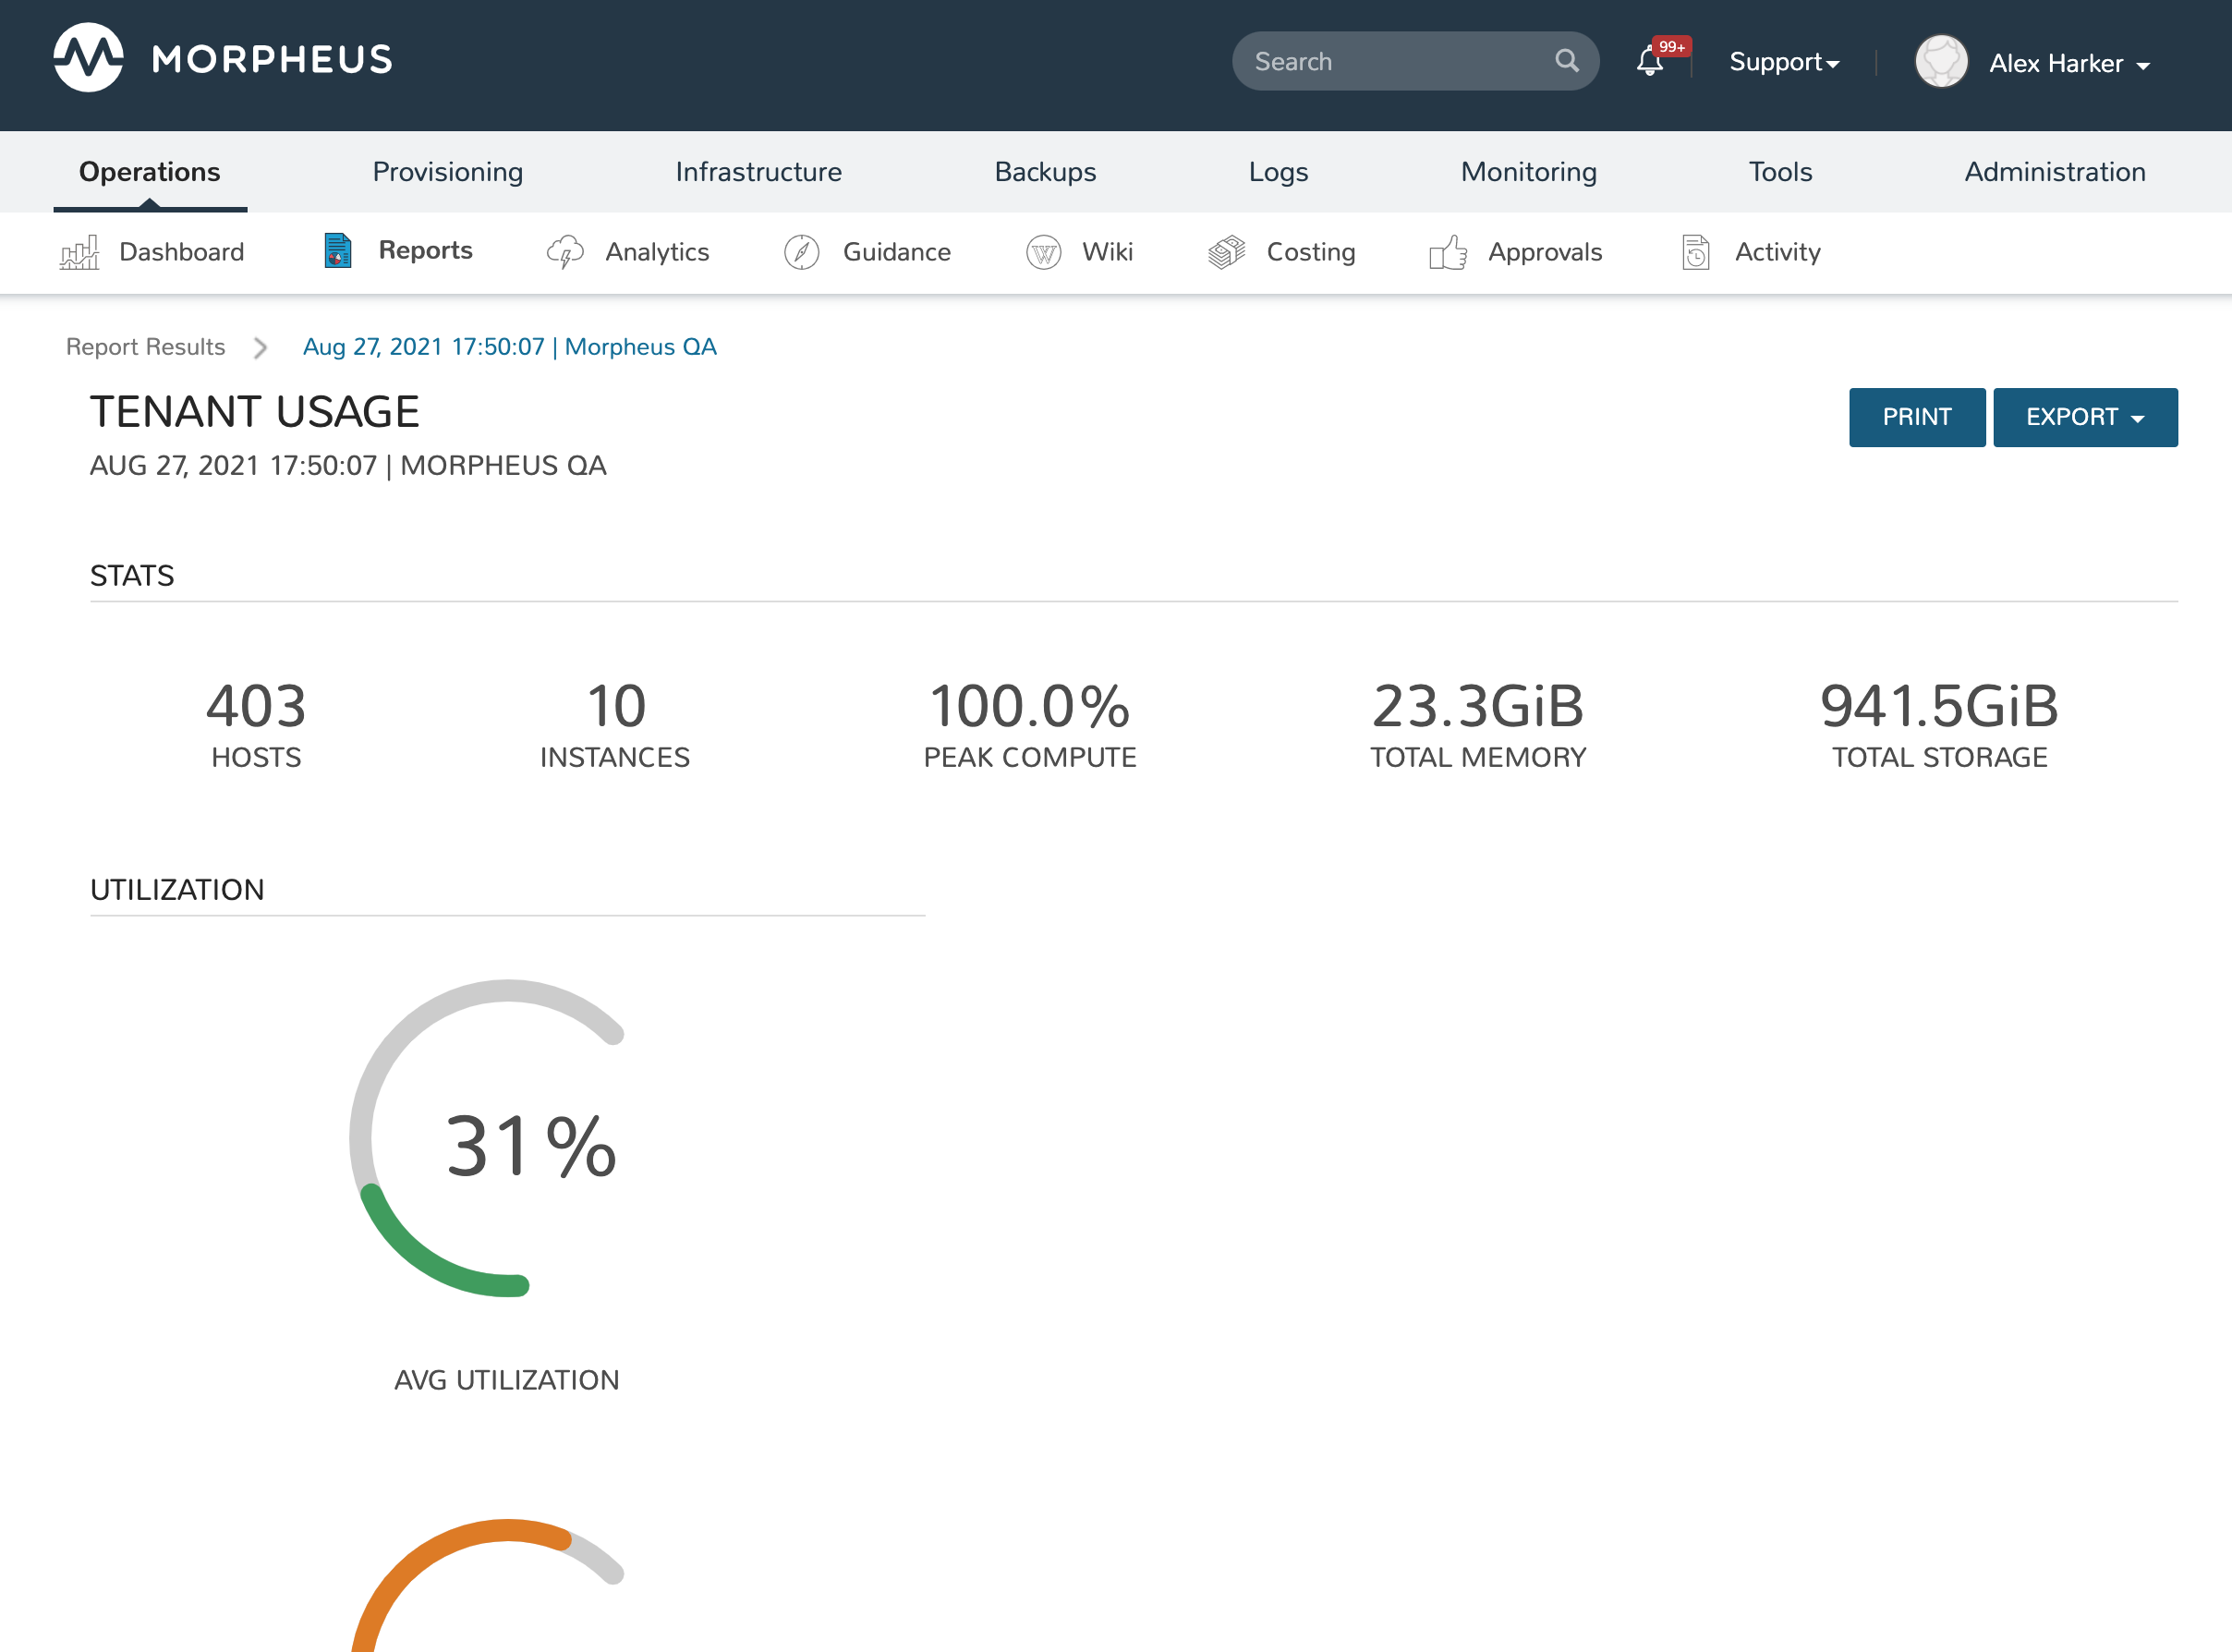 MORPHEUS
Search
99+
Support
Alex Harker
Operations Provisioning Infrastructure Backups Logs Monitoring Tools Administration
Dashboard Reports Analytics Guidance Wiki Costing Approvals Activity
Report Results Aug 27, 2021 17:50:07 | Morpheus QA
TENANT USAGE
PRINT EXPORT
AUG 27, 2021 17:50:07 | MORPHEUS QA
STATS
403 10 100.0% 23.3GiB 941.5GiB
HOSTS INSTANCES PEAK COMPUTE TOTAL MEMORY TOTAL STORAGE
UTILIZATION
31%
AVG UTILIZATION